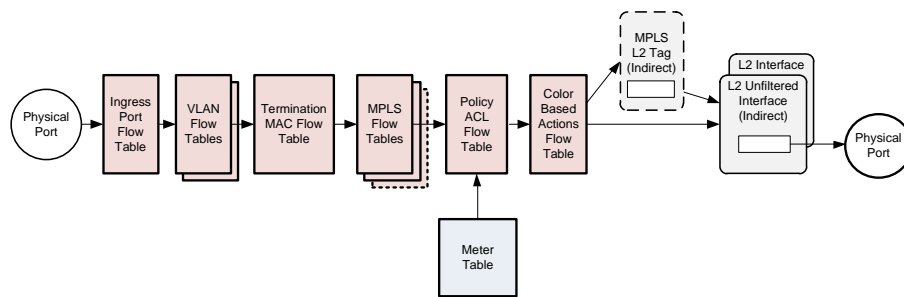 Physical
Port
Ingress
Port
Flow
Table
VLAN
Flow
Tables
Termination
MAC Flow
Table
MPLS
Flow
Tables
Policy
ACL
Flow
Table
Meter
Table
Color
Based
Actions
Flow
Table
MPLS
L2 Tag
(Indirect)
L2 Interface
L2 Unfiltered
Interface
(Indirect)
Physical
Port